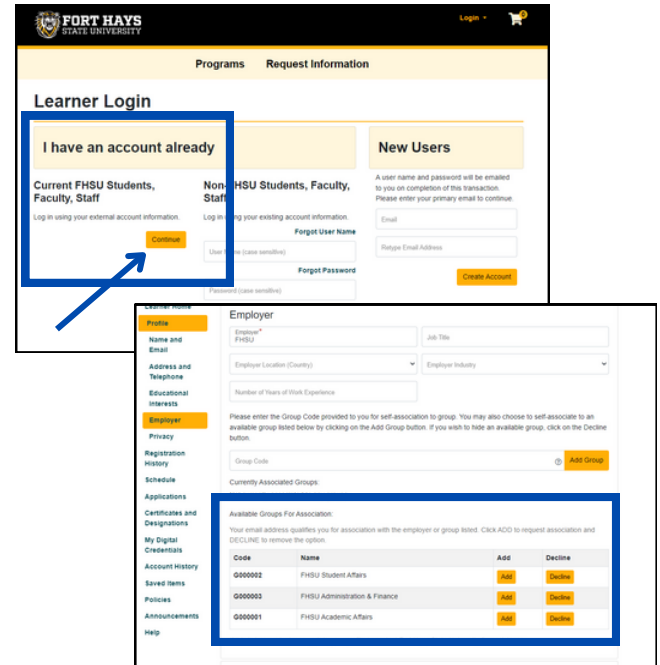 FORT HAYS
STATE UNIVERSITY
Login
0
Programs Request Information
Learner Login
I have an account already
New Users
Current FHSU Students,
Faculty, Staff
Log in using your external account information.
Continue
Non-FHSU Students, Faculty,
Staff
Log in using your existing account information.
Forgot User Name
User Name (case sensitive)
Forgot Password
Password (case sensitive)
A user name and password will be emailed
to you on completion of this transaction.
Please enter your primary email to continue.
Email
Retype Email Address
Create Account
Learner Home
Profile
Name and
Email
Address and
Telephone
Educational
Interests
Employer
Privacy
Registration
History
Schedule
Applications
Certificates and
Designations
My Digital
Credentials
Account History
Saved Items
Policies
Announcements
Help
Employer
Employer*
FHSU
Job Title
Employer Location (Country)
Employer Industry
Number of Years of Work Experience
Please enter the Group Code provided to you for self-association to group. You may also choose to self-associate to an
available group listed below by clicking on the Add Group button. If you wish to hide an available group, click on the Decline
button.
Group Code
Add Group
Currently Associated Groups:
Available Groups For Association:
Your email address qualifies you for association with the employer or group listed. Click ADD to request association and
DECLINE to remove the option.
Code Name Add Decline
G000002 FHSU Student Affairs Add Decline
G000003 FHSU Administration & Finance Add Decline
G000001 FHSU Academic Affairs Add Decline